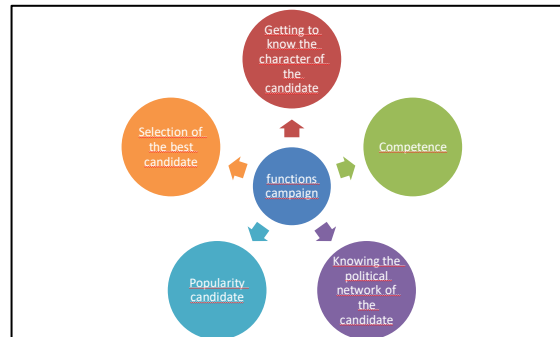 Getting to
know the
character of
the
candidate
Selection of
the best
candidate
Competence
functions
campaign
Popularity
candidate
Knowing the
political
network of
the
candidate